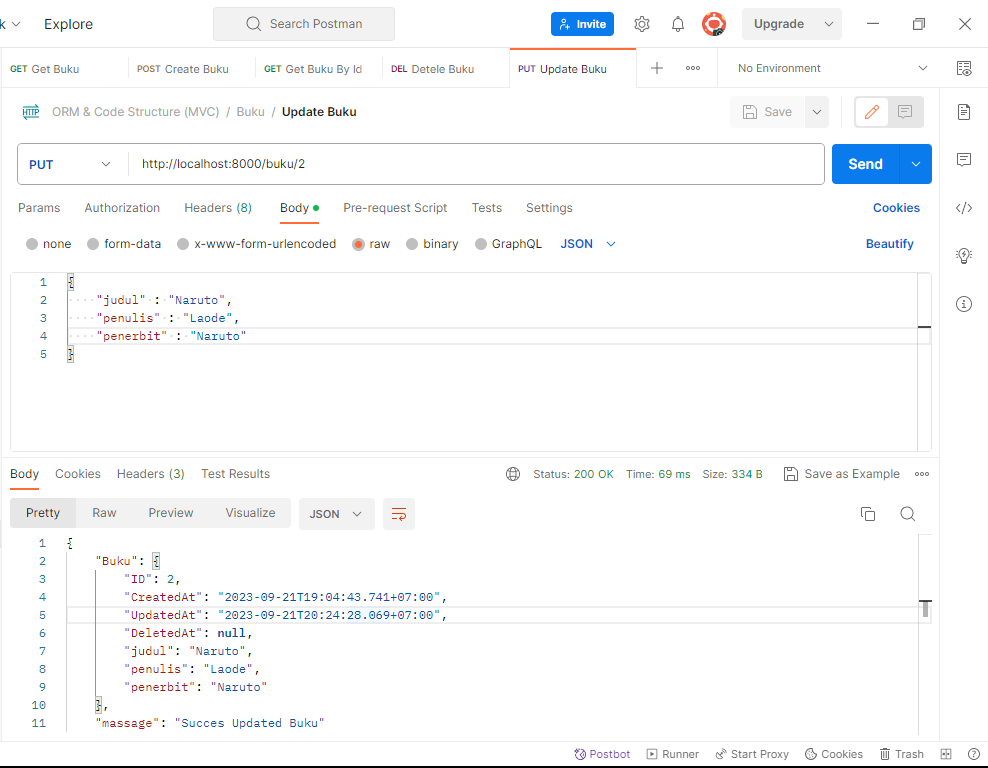 k Explore Search Postman Invite Upgrade
GET Get Buku POST Create Buku GET Get Buku By Id DEL Detele Buku PUT Update Buku No Environment
HTTP ORM & Code Structure (MVC) / Buku / Update Buku Save
PUT http://localhost:8000/buku/2 Send
Params Authorization Headers (8) Body Pre-request Script Tests Settings Cookies
none form-data x-www-form-urlencoded raw binary GraphQL JSON Beautify
1 {
2 "judul" : "Naruto",
3 "penulis" : "Laode",
4 "penerbit" : "Naruto"
5 }
Body Cookies Headers (3) Test Results Status: 200 OK Time: 69 ms Size: 334 B Save as Example
Pretty Raw Preview Visualize JSON
1 {
2 "Buku": {
3 "ID": 2,
4 "CreatedAt": "2023-09-21T19:04:43.741+07:00",
5 "UpdatedAt": "2023-09-21T20:24:28.069+07:00",
6 "DeletedAt": null,
7 "judul": "Naruto",
8 "penulis": "Laode",
9 "penerbit": "Naruto"
10 },
11 "massage": "Succes Updated Buku"
Postbot Runner Start Proxy Cookies Trash